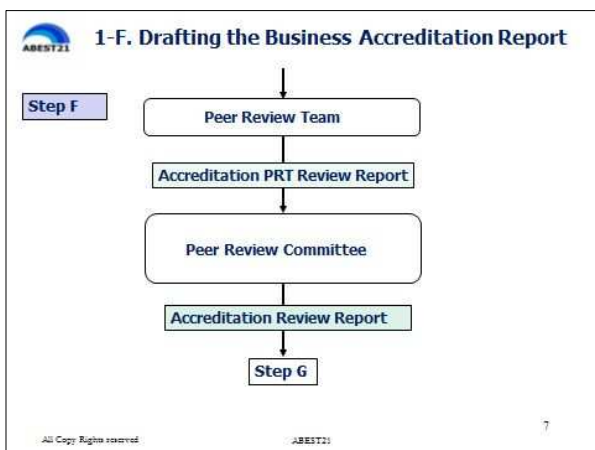 ABEST21
1-F. Drafting the Business Accreditation Report
Step F
Peer Review Team
Accreditation PRT Review Report
Peer Review Committee
Accreditation Review Report
Step G
7
All Copy Rights reserved
ABEST21